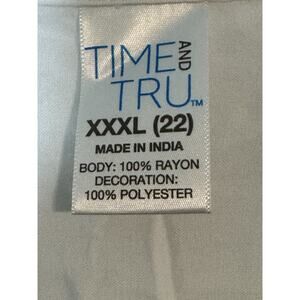 TIME AND
TRU™
XXXL (22)
MADE IN INDIA
BODY: 100% RAYON
DECORATION:
100% POLYESTER